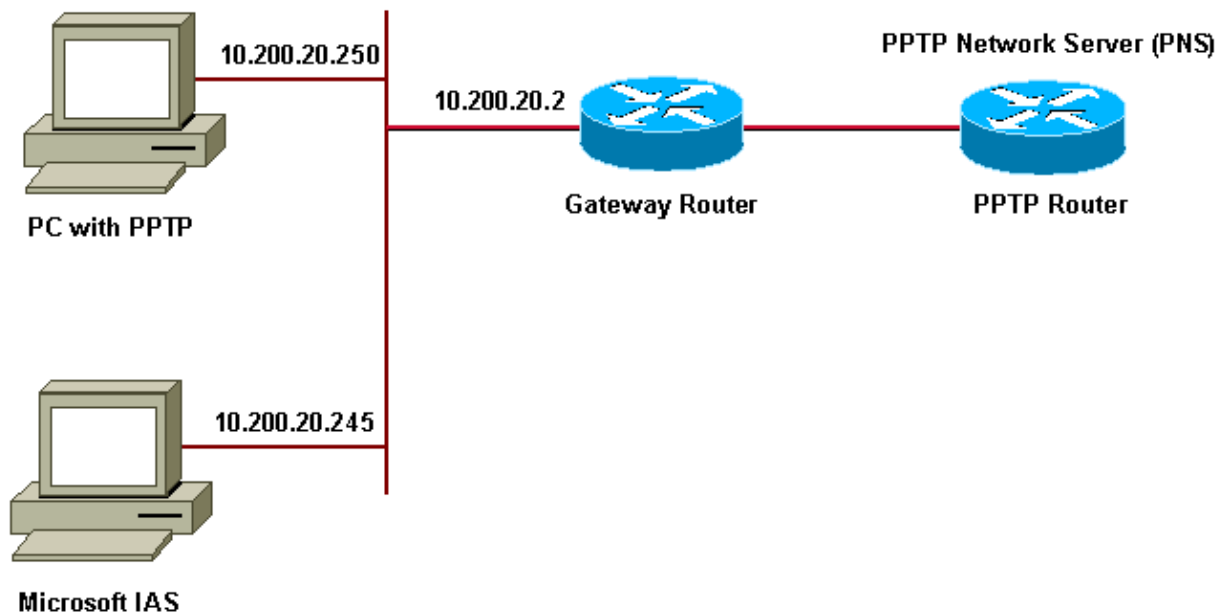 10.200.20.250
PPTP Network Server (PNS)
10.200.20.2
Gateway Router
PPTP Router
PC with PPTP
10.200.20.245
Microsoft IAS